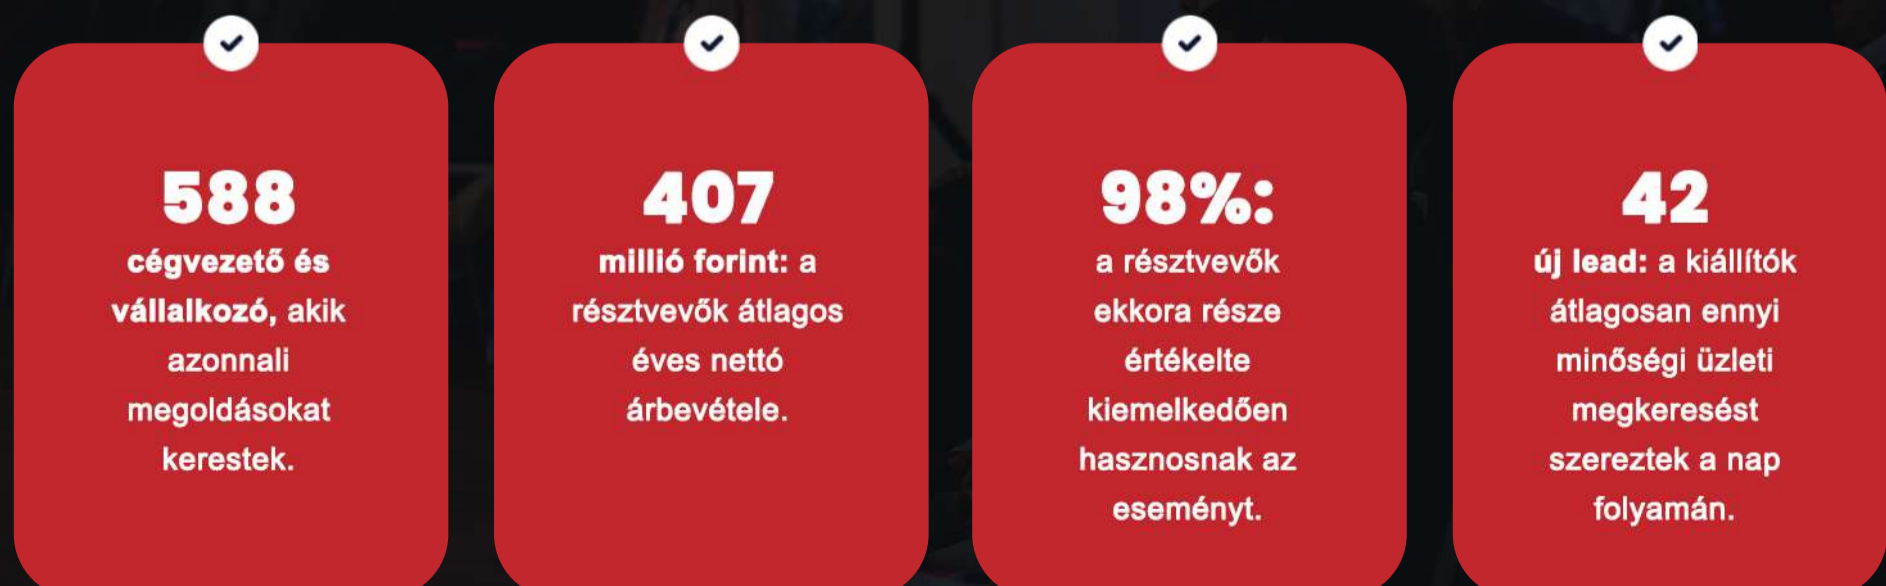 588
cégvezető és
vállalkozó, akik
azonnali
megoldásokat
kerestek.
407
millió forint: a
résztvevők átlagos
éves nettó
árbevétele.
98%:
a résztvevők
ekkora része
értékelte
kiemelkedően
hasznosnak az
eseményt.
42
új lead: a kiállítók
átlagosan ennyi
minőségi üzleti
megkeresést
szereztek a nap
folyamán.